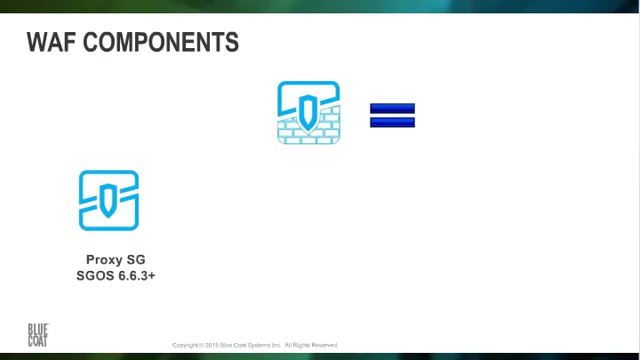 WAF COMPONENTS
Proxy SG
SGOS 6.6.3+
BLUE
COAT
Copyright © 2015 Blue Coat Systems Inc. All Rights Reserved.